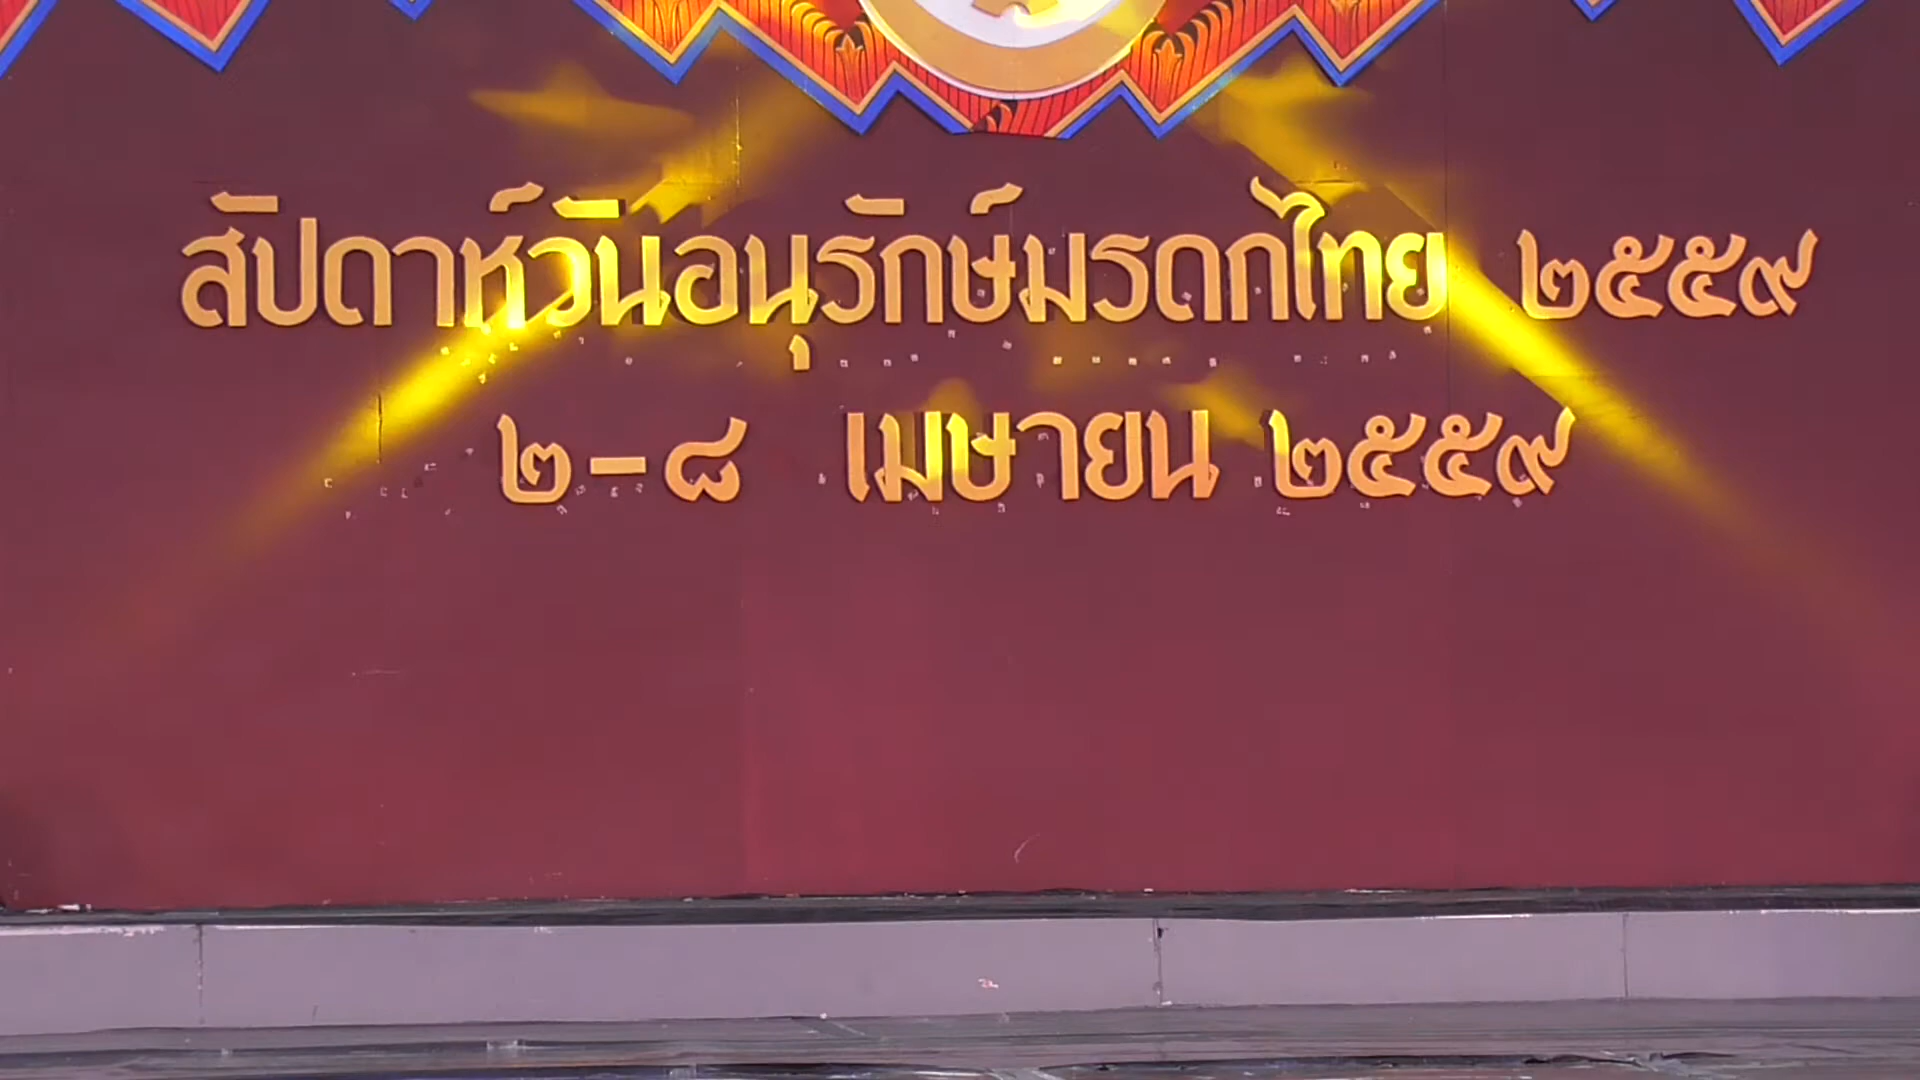 สัปดาห์วันอนุรักษ์มรดกไทย ๒๕๕๙
๒-๘ เมษายน ๒๕๕๙